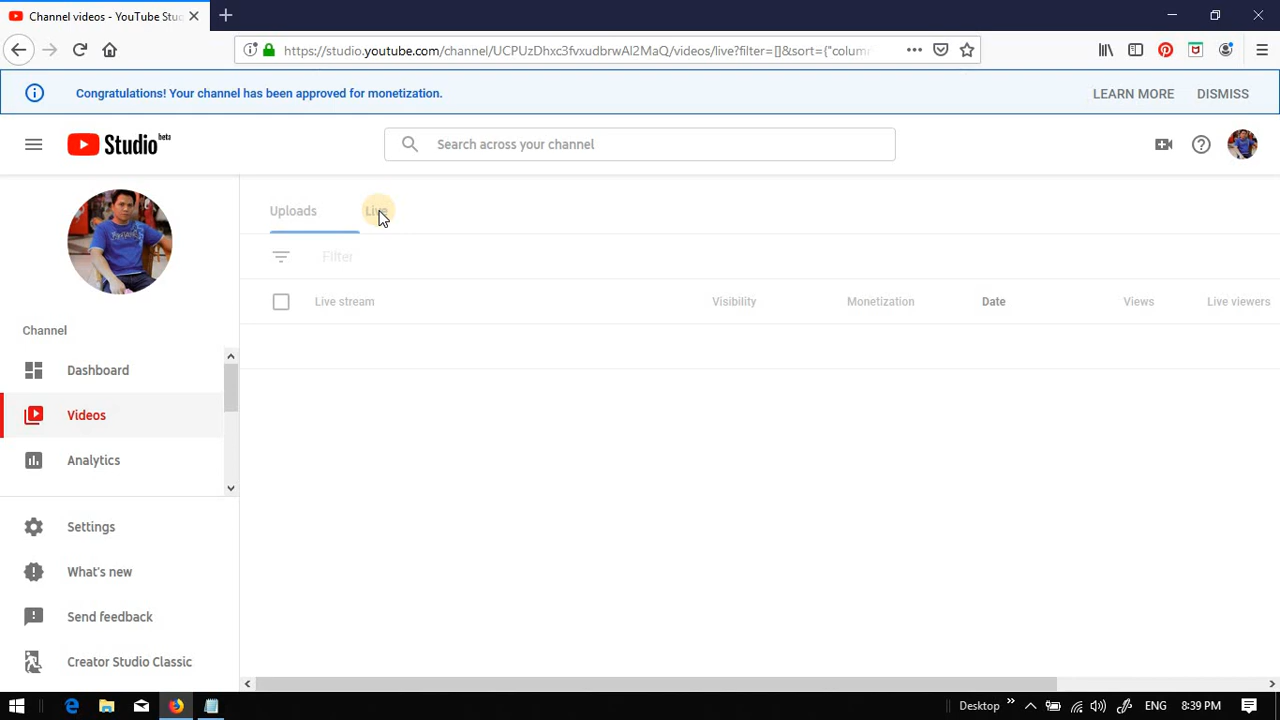 Channel videos - YouTube Stud
https://studio.youtube.com/channel/UCPUzDhxc3fvxudbrwAI2MaQ/videos/live?filter=[]&sort={"colum
Congratulations! Your channel has been approved for monetization.
LEARN MORE
DISMISS
Studio beta
Search across your channel
Uploads
Live
Filter
Live stream
Visibility
Monetization
Date
Views
Live viewers
Channel
Dashboard
Videos
Analytics
Settings
What's new
Send feedback
Creator Studio Classic
Desktop
ENG
8:39 PM